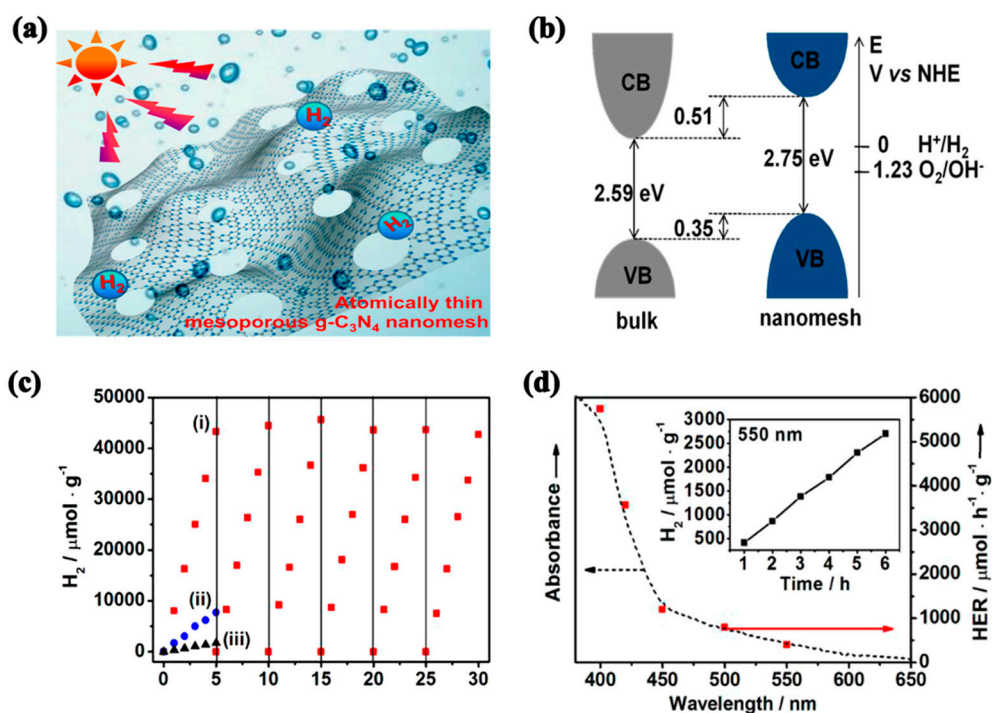 (a)
H₂
H₂
H₂
Atomically thin
mesoporous g-C₃N₄ nanomesh
(b)
E
V vs NHE
CB
CB
0.51
0 H⁺/H₂
1.23 O₂/OH⁻
2.59 eV
2.75 eV
0.35
VB
VB
bulk
nanomesh
(c)
H₂ / μmol · g⁻¹
50000
40000
30000
20000
10000
0
(i)
(ii)
(iii)
0 5 10 15 20 25 30
(d)
Absorbance
550 nm
H₂ / μmol · g⁻¹
3000
2500
2000
1500
1000
500
1 2 3 4 5 6
Time / h
6000
5000
4000
3000
2000
1000
0
HER / μmol · h⁻¹ · g⁻¹
400 450 500 550 600 650
Wavelength / nm